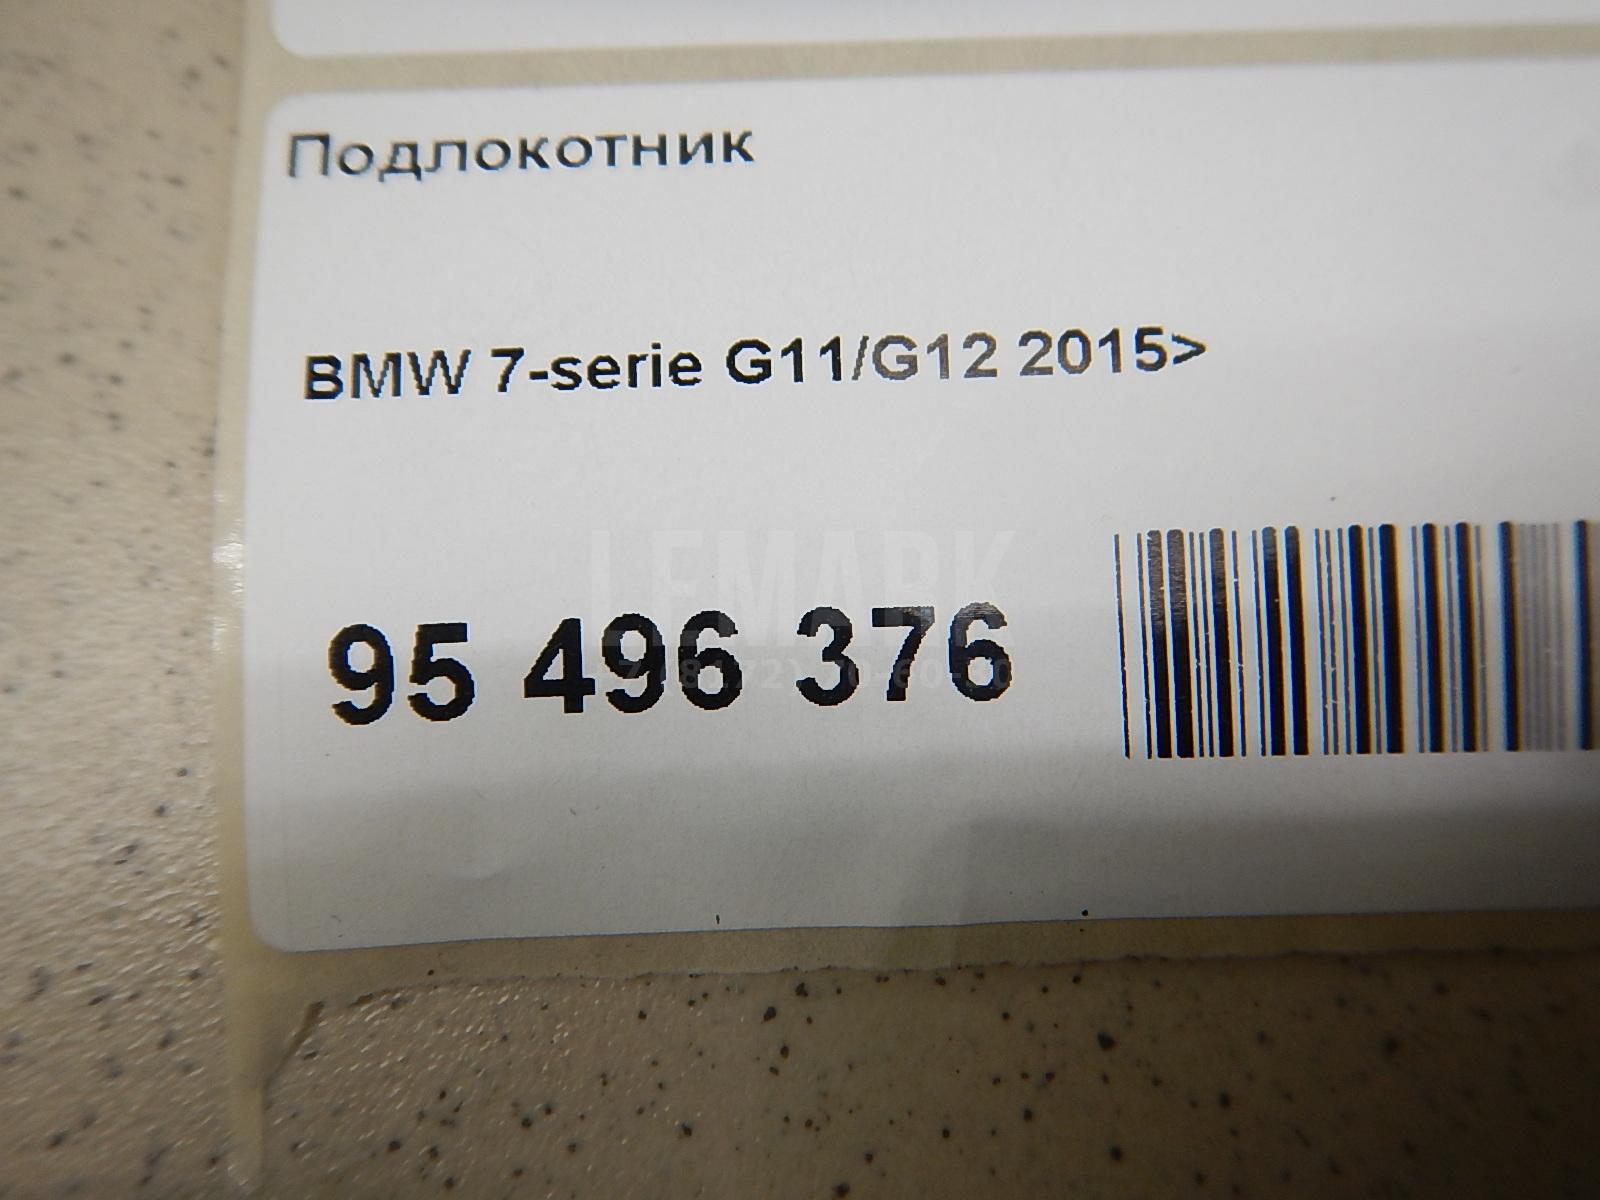 Подлокотник
BMW 7-serie G11/G12 2015>
LEMARK
95 496 376